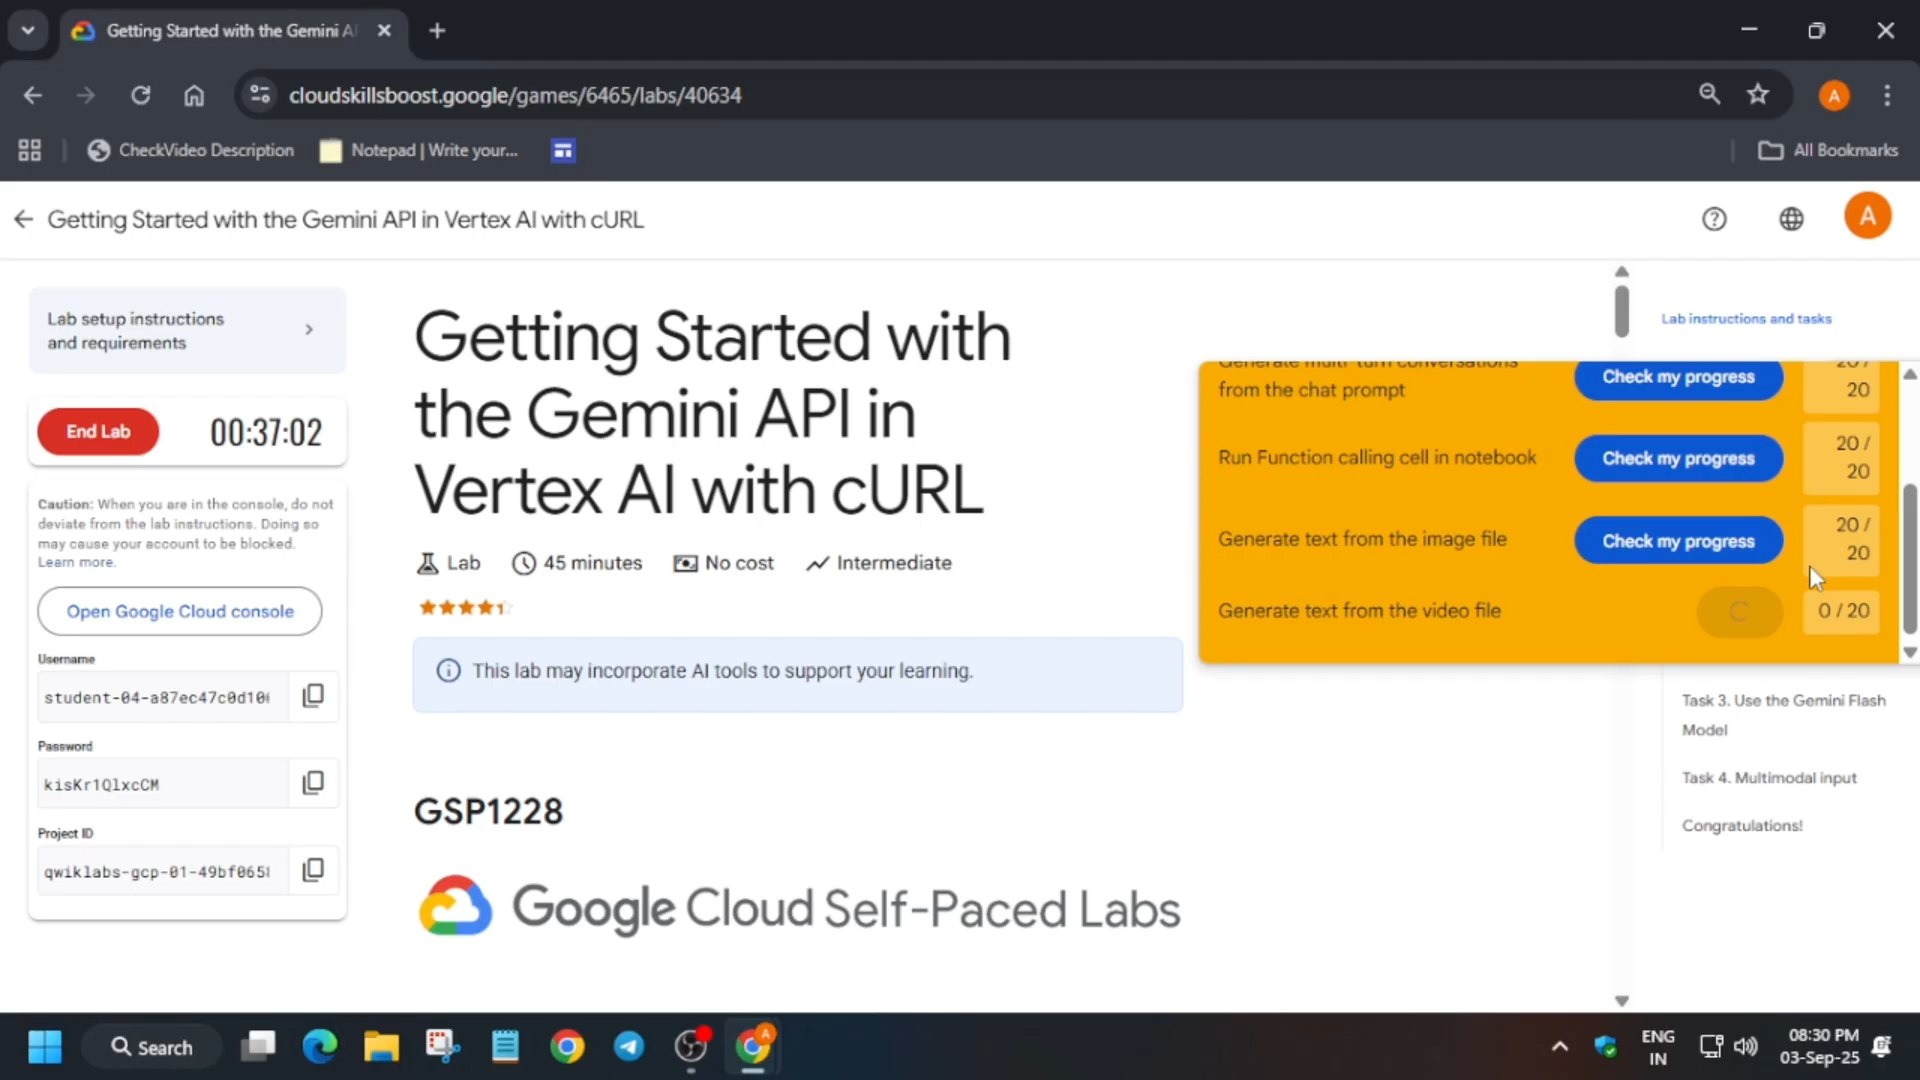 Getting Started with the Gemini A
cloudskillsboost.google/games/6465/labs/40634
A
CheckVideo Description
Notepad | Write your...
All Bookmarks
Getting Started with the Gemini API in Vertex AI with cURL
A
Lab setup instructions
and requirements
End Lab
00:37:02
Caution: When you are in the console, do not
deviate from the lab instructions. Doing so
may cause your account to be blocked.
Learn more.
Open Google Cloud console
Username
student-04-a87ec47c0d10
Password
kisKr1QlxcCM
Project ID
qwiklabs-gcp-01-49bf065
Getting Started with
the Gemini API in
Vertex AI with cURL
Lab
45 minutes
No cost
Intermediate
This lab may incorporate AI tools to support your learning.
GSP1228
Google Cloud Self-Paced Labs
Lab instructions and tasks
Generate multi-turn conversations
from the chat prompt
Check my progress
20 /
20
Run Function calling cell in notebook
Check my progress
20 /
20
Generate text from the image file
Check my progress
20 /
20
Generate text from the video file
0 / 20
Task 3. Use the Gemini Flash
Model
Task 4. Multimodal input
Congratulations!
Search
A
ENG
IN
08:30 PM
03-Sep-25